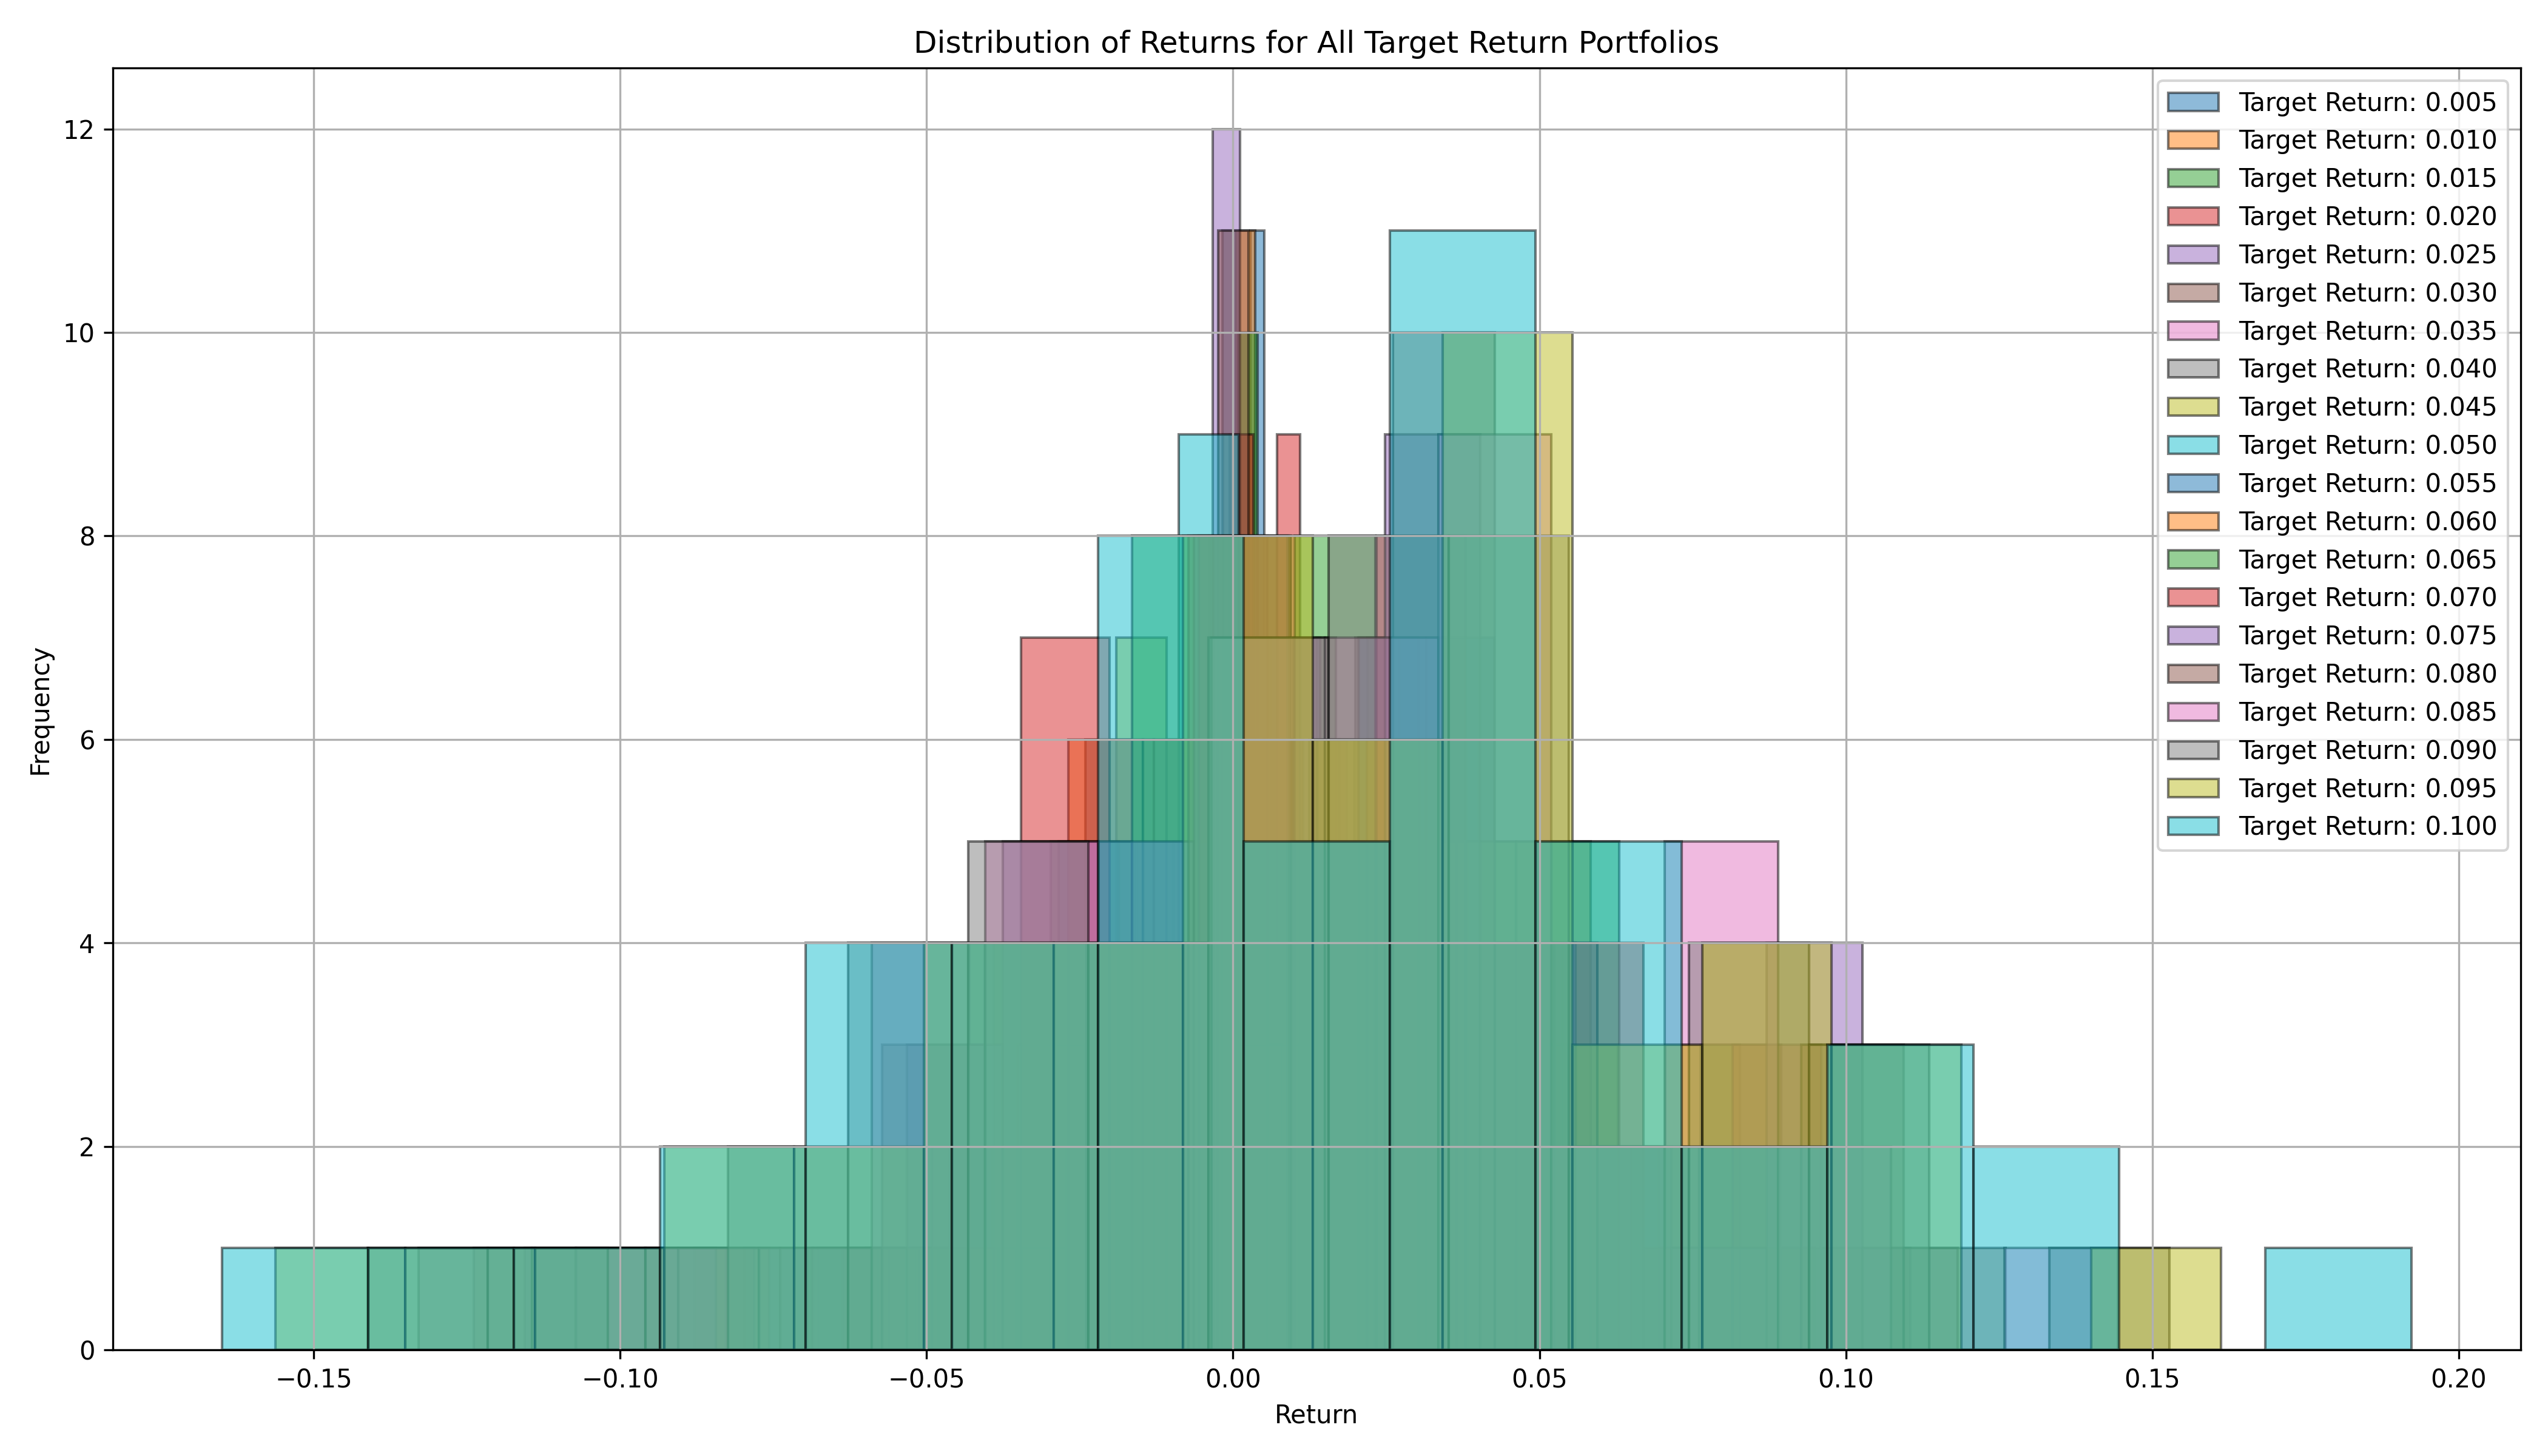 Distribution of Returns for All Target Return Portfolios
12
10
8
6
4
2
0
Frequency
−0.15
−0.10
−0.05
0.00
0.05
0.10
0.15
0.20
Return
Target Return: 0.005
Target Return: 0.010
Target Return: 0.015
Target Return: 0.020
Target Return: 0.025
Target Return: 0.030
Target Return: 0.035
Target Return: 0.040
Target Return: 0.045
Target Return: 0.050
Target Return: 0.055
Target Return: 0.060
Target Return: 0.065
Target Return: 0.070
Target Return: 0.075
Target Return: 0.080
Target Return: 0.085
Target Return: 0.090
Target Return: 0.095
Target Return: 0.100